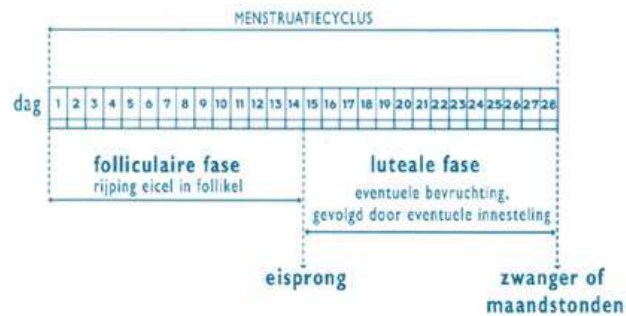 MENSTRUATIECYCLUS
dag 1 2 3 4 5 6 7 8 9 10 11 12 13 14 15 16 17 18 19 20 21 22 23 24 25 26 27 28
folliculaire fase
rijping eicel in follikel
luteale fase
eventuele bevruchting,
gevolgd door eventuele innesteling
eisprong
zwanger of
maandstonden